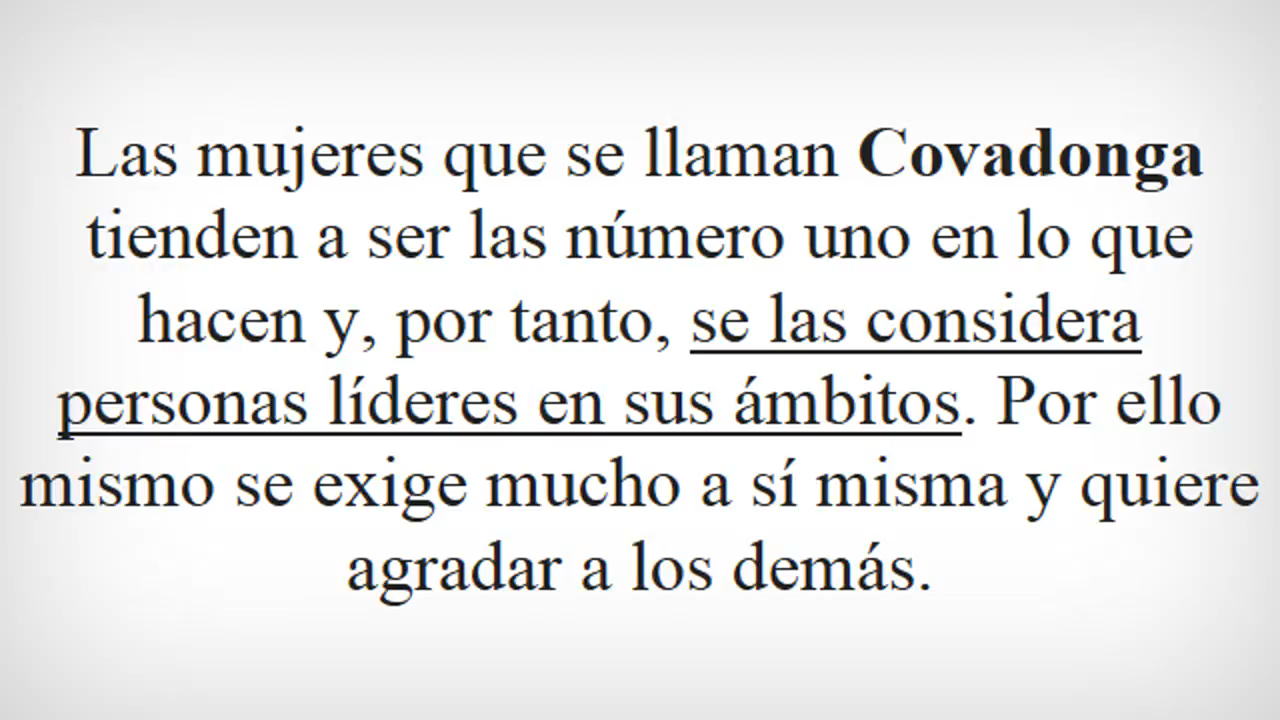 Las mujeres que se llaman Covadonga
tienden a ser las número uno en lo que
hacen y, por tanto, se las considera
personas líderes en sus ámbitos. Por ello
mismo se exige mucho a sí misma y quiere
agradar a los demás.